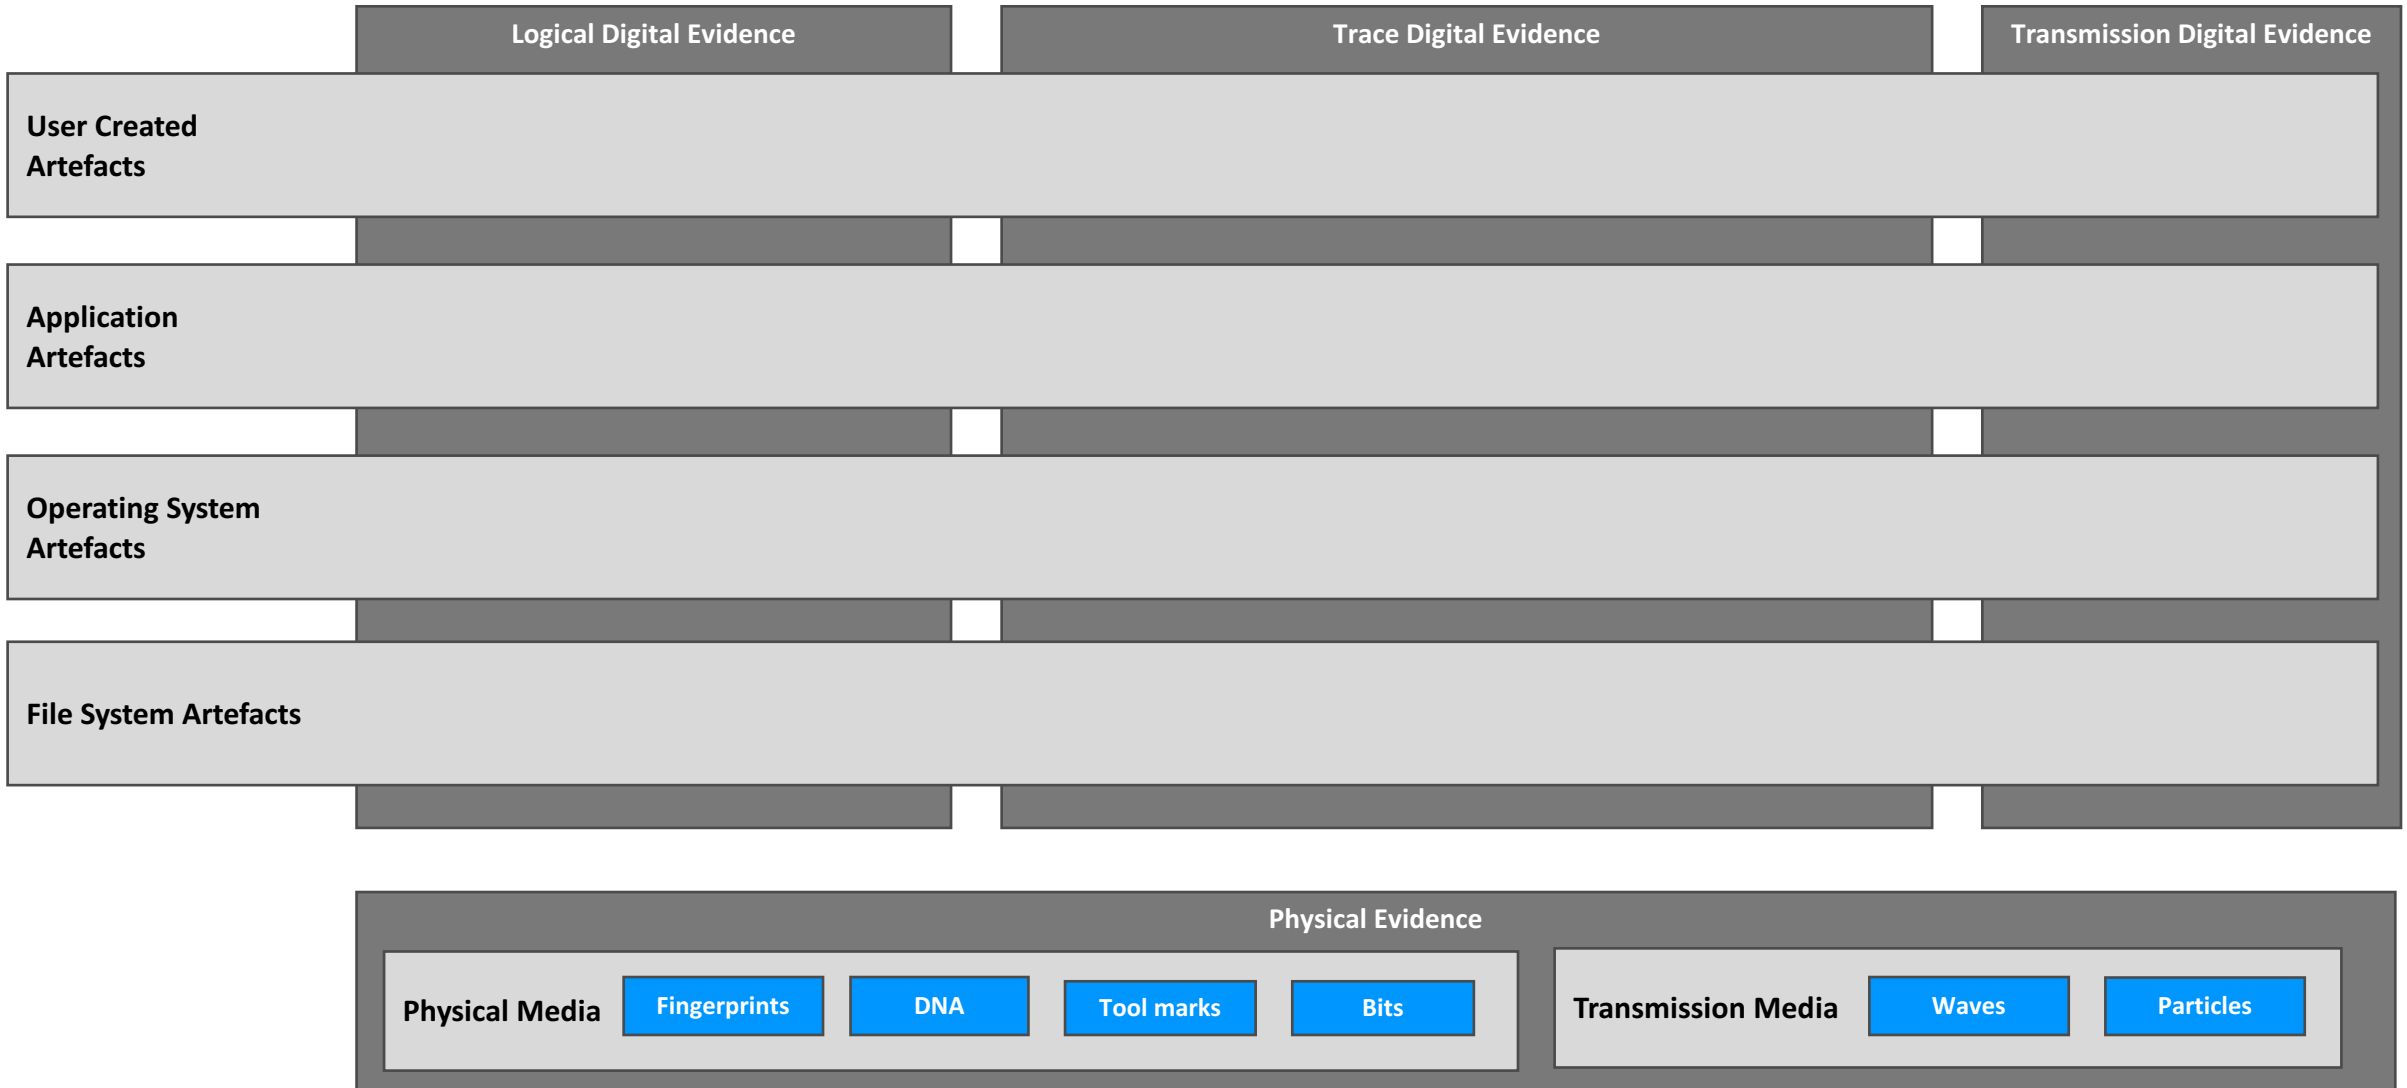 Logical Digital Evidence
Trace Digital Evidence
Transmission Digital Evidence
User Created
Artefacts
Application
Artefacts
Operating System
Artefacts
File System Artefacts
Physical Evidence
Physical Media
Fingerprints
DNA
Tool marks
Bits
Transmission Media
Waves
Particles